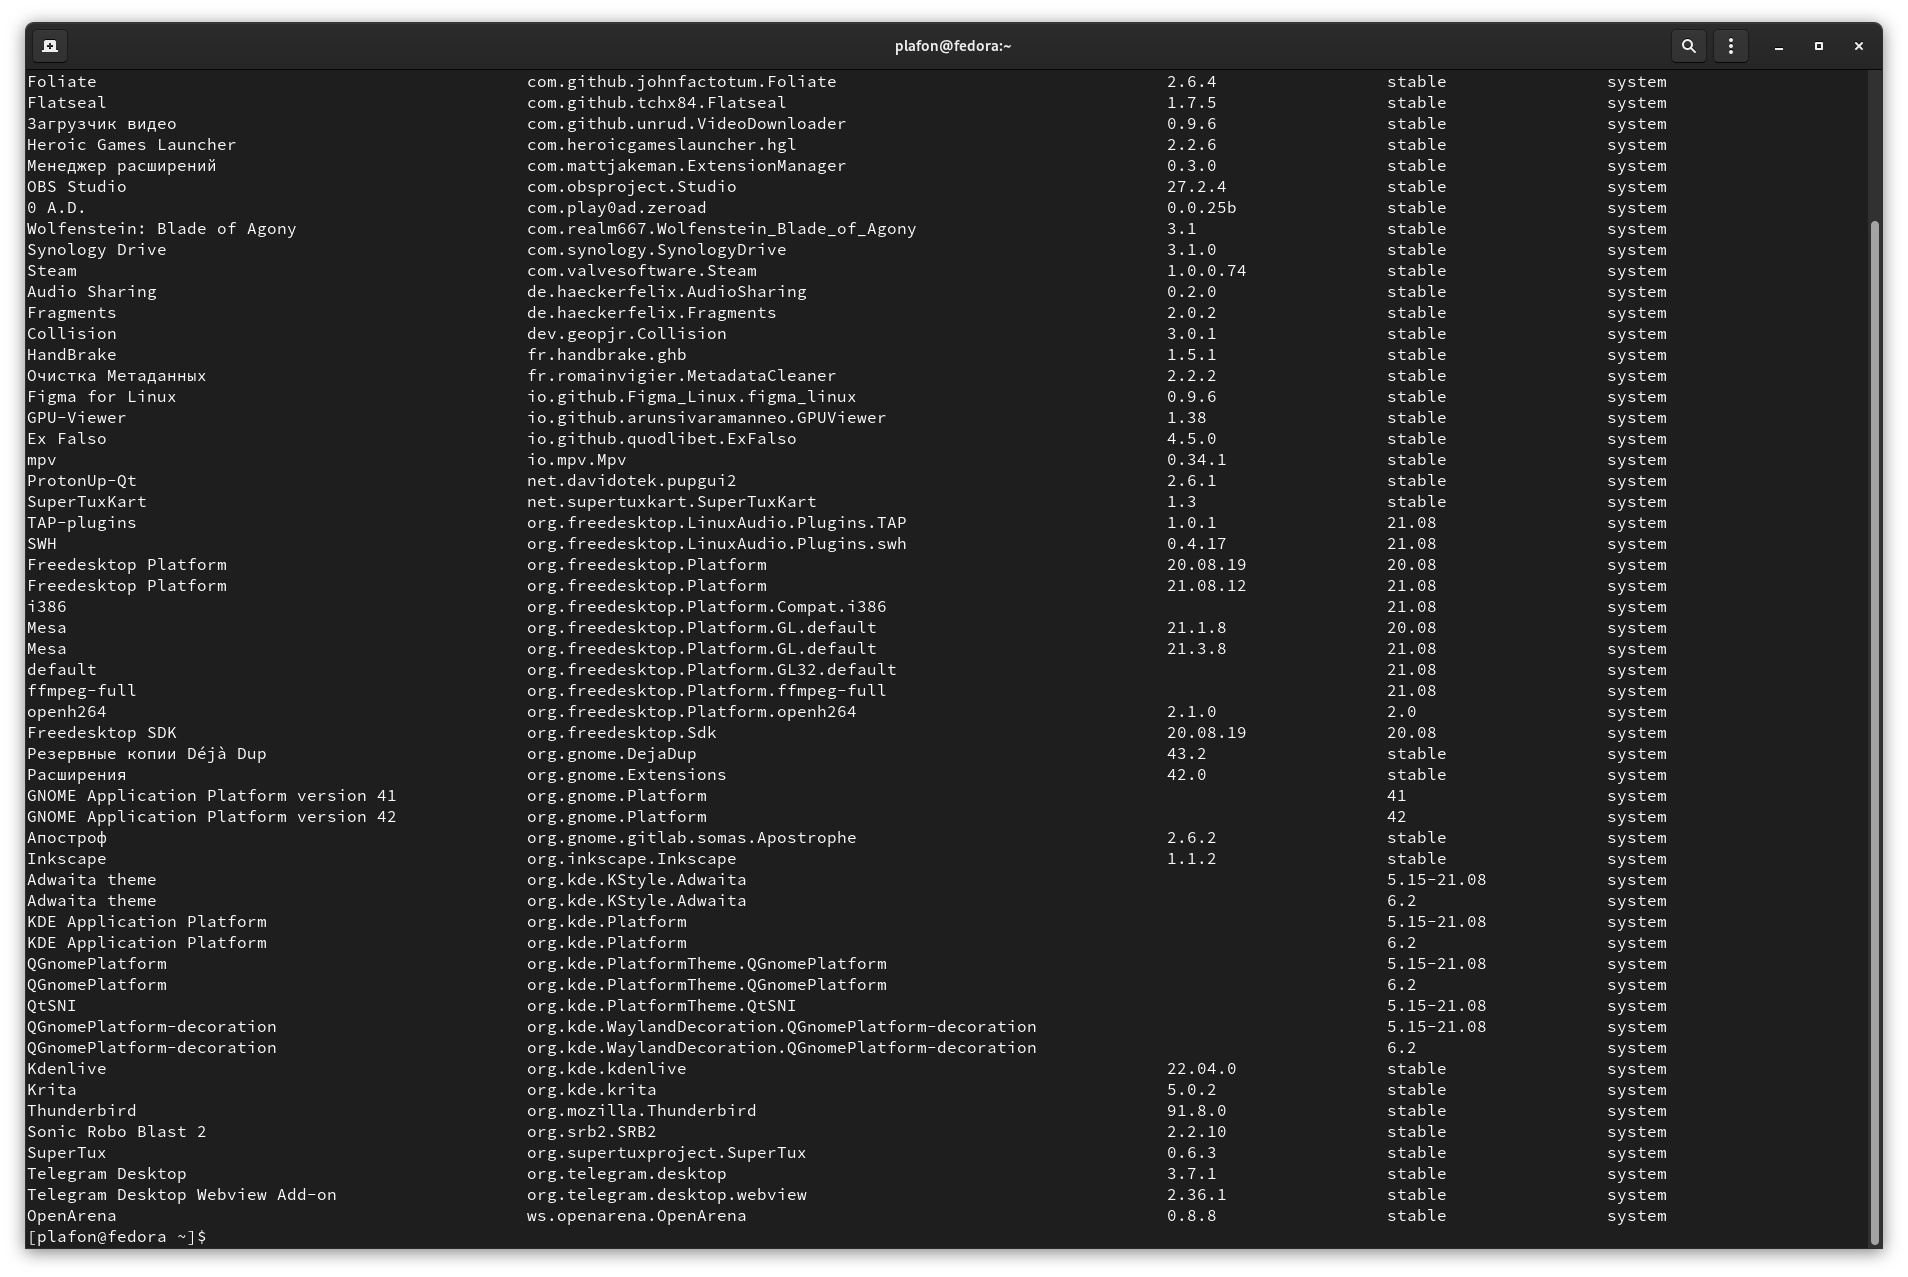 plafon@fedora:~
Foliate com.github.johnfactotum.Foliate 2.6.4 stable system
Flatseal com.github.tchx84.Flatseal 1.7.5 stable system
Загрузчик видео com.github.unrud.VideoDownloader 0.9.6 stable system
Heroic Games Launcher com.heroicgameslauncher.hgl 2.2.6 stable system
Менеджер расширений com.mattjakeman.ExtensionManager 0.3.0 stable system
OBS Studio com.obsproject.Studio 27.2.4 stable system
0 A.D. com.play0ad.zeroad 0.0.25b stable system
Wolfenstein: Blade of Agony com.realm667.Wolfenstein_Blade_of_Agony 3.1 stable system
Synology Drive com.synology.SynologyDrive 3.1.0 stable system
Steam com.valvesoftware.Steam 1.0.0.74 stable system
Audio Sharing de.haeckerfelix.AudioSharing 0.2.0 stable system
Fragments de.haeckerfelix.Fragments 2.0.2 stable system
Collision dev.geopjr.Collision 3.0.1 stable system
HandBrake fr.handbrake.ghb 1.5.1 stable system
Очистка Метаданных fr.romainvigier.MetadataCleaner 2.2.2 stable system
Figma for Linux io.github.Figma_Linux.figma_linux 0.9.6 stable system
GPU-Viewer io.github.arunsivaramanneo.GPUViewer 1.38 stable system
Ex Falso io.github.quodlibet.ExFalso 4.5.0 stable system
mpv io.mpv.Mpv 0.34.1 stable system
ProtonUp-Qt net.davidotek.pupgui2 2.6.1 stable system
SuperTuxKart net.supertuxkart.SuperTuxKart 1.3 stable system
TAP-plugins org.freedesktop.LinuxAudio.Plugins.TAP 1.0.1 21.08 system
SWH org.freedesktop.LinuxAudio.Plugins.swh 0.4.17 21.08 system
Freedesktop Platform org.freedesktop.Platform 20.08.19 20.08 system
Freedesktop Platform org.freedesktop.Platform 21.08.12 21.08 system
i386 org.freedesktop.Platform.Compat.i386 21.08 system
Mesa org.freedesktop.Platform.GL.default 21.1.8 20.08 system
Mesa org.freedesktop.Platform.GL.default 21.3.8 21.08 system
default org.freedesktop.Platform.GL32.default 21.08 system
ffmpeg-full org.freedesktop.Platform.ffmpeg-full 21.08 system
openh264 org.freedesktop.Platform.openh264 2.1.0 2.0 system
Freedesktop SDK org.freedesktop.Sdk 20.08.19 20.08 system
Резервные копии Déjà Dup org.gnome.DejaDup 43.2 stable system
Расширения org.gnome.Extensions 42.0 stable system
GNOME Application Platform version 41 org.gnome.Platform 41 system
GNOME Application Platform version 42 org.gnome.Platform 42 system
Апостроф org.gnome.gitlab.somas.Apostrophe 2.6.2 stable system
Inkscape org.inkscape.Inkscape 1.1.2 stable system
Adwaita theme org.kde.KStyle.Adwaita 5.15-21.08 system
Adwaita theme org.kde.KStyle.Adwaita 6.2 system
KDE Application Platform org.kde.Platform 5.15-21.08 system
KDE Application Platform org.kde.Platform 6.2 system
QGnomePlatform org.kde.PlatformTheme.QGnomePlatform 5.15-21.08 system
QGnomePlatform org.kde.PlatformTheme.QGnomePlatform 6.2 system
QtSNI org.kde.PlatformTheme.QtSNI 5.15-21.08 system
QGnomePlatform-decoration org.kde.WaylandDecoration.QGnomePlatform-decoration 5.15-21.08 system
QGnomePlatform-decoration org.kde.WaylandDecoration.QGnomePlatform-decoration 6.2 system
Kdenlive org.kde.kdenlive 22.04.0 stable system
Krita org.kde.krita 5.0.2 stable system
Thunderbird org.mozilla.Thunderbird 91.8.0 stable system
Sonic Robo Blast 2 org.srb2.SRB2 2.2.10 stable system
SuperTux org.supertuxproject.SuperTux 0.6.3 stable system
Telegram Desktop org.telegram.desktop 3.7.1 stable system
Telegram Desktop Webview Add-on org.telegram.desktop.webview 2.36.1 stable system
OpenArena ws.openarena.OpenArena 0.8.8 stable system
[plafon@fedora ~]$